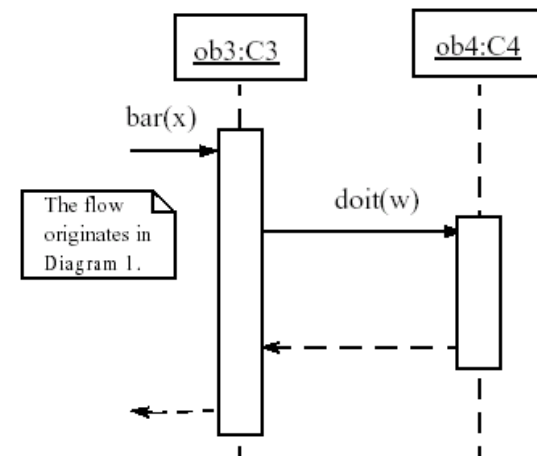 ob3:C3
ob4:C4
bar(x)
doit(w)
The flow
originates in
Diagram 1.